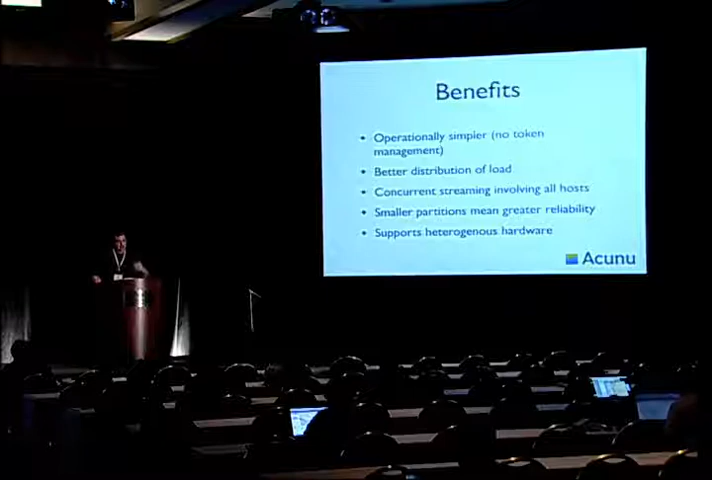 Benefits
• Operationally simpler (no token
management)
• Better distribution of load
• Concurrent streaming involving all hosts
• Smaller partitions mean greater reliability
• Supports heterogenous hardware
Acunu